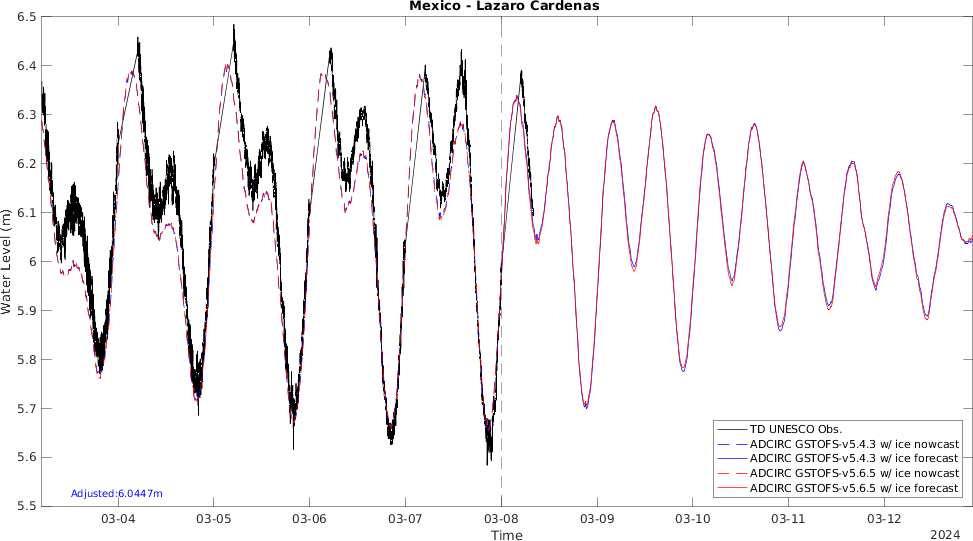 Mexico - Lazaro Cardenas
6.5
6.4
6.3
6.2
6.1
6
5.9
5.8
5.7
5.6
5.5
Water Level (m)
TD UNESCO Obs.
ADCIRC GSTOFS-v5.4.3 w/ ice nowcast
ADCIRC GSTOFS-v5.4.3 w/ ice forecast
ADCIRC GSTOFS-v5.6.5 w/ ice nowcast
ADCIRC GSTOFS-v5.6.5 w/ ice forecast
Adjusted:6.0447m
03-04 03-05 03-06 03-07 03-08 03-09 03-10 03-11 03-12
Time
2024